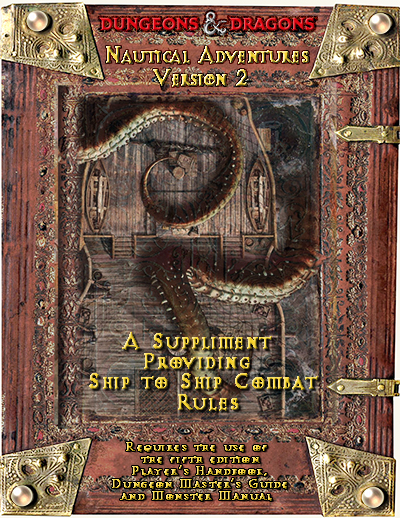 DUNGEONS & DRAGONS
Nautical Adventures
Version 2
A Suppliment
Providing
Ship to Ship Combat
Rules
Requires the use of
the fifth edition
Player's Handbook,
Dungeon Master's Guide
and Monster Manual